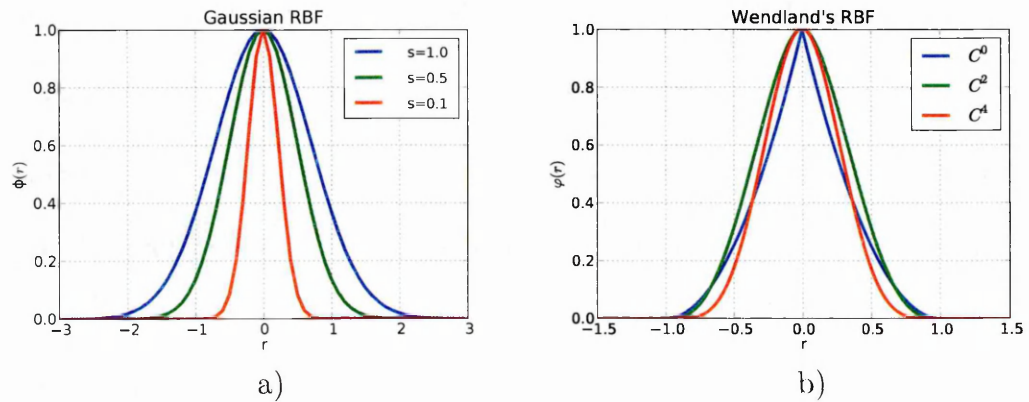 Gaussian RBF
1.0
0.8
0.6
0.4
0.2
0.0
ϕ(r)
s=1.0
s=0.5
s=0.1
−3
−2
−1
0
1
2
3
r
a)
Wendland's RBF
1.0
0.8
0.6
0.4
0.2
0.0
φ(r)
C⁰
C²
C⁴
−1.5
−1.0
−0.5
0.0
0.5
1.0
1.5
r
b)